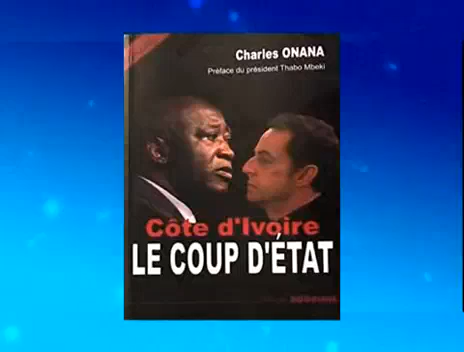 Charles ONANA
Préface du président Thabo Mbeki
Côte d'Ivoire
LE COUP D'ÉTAT